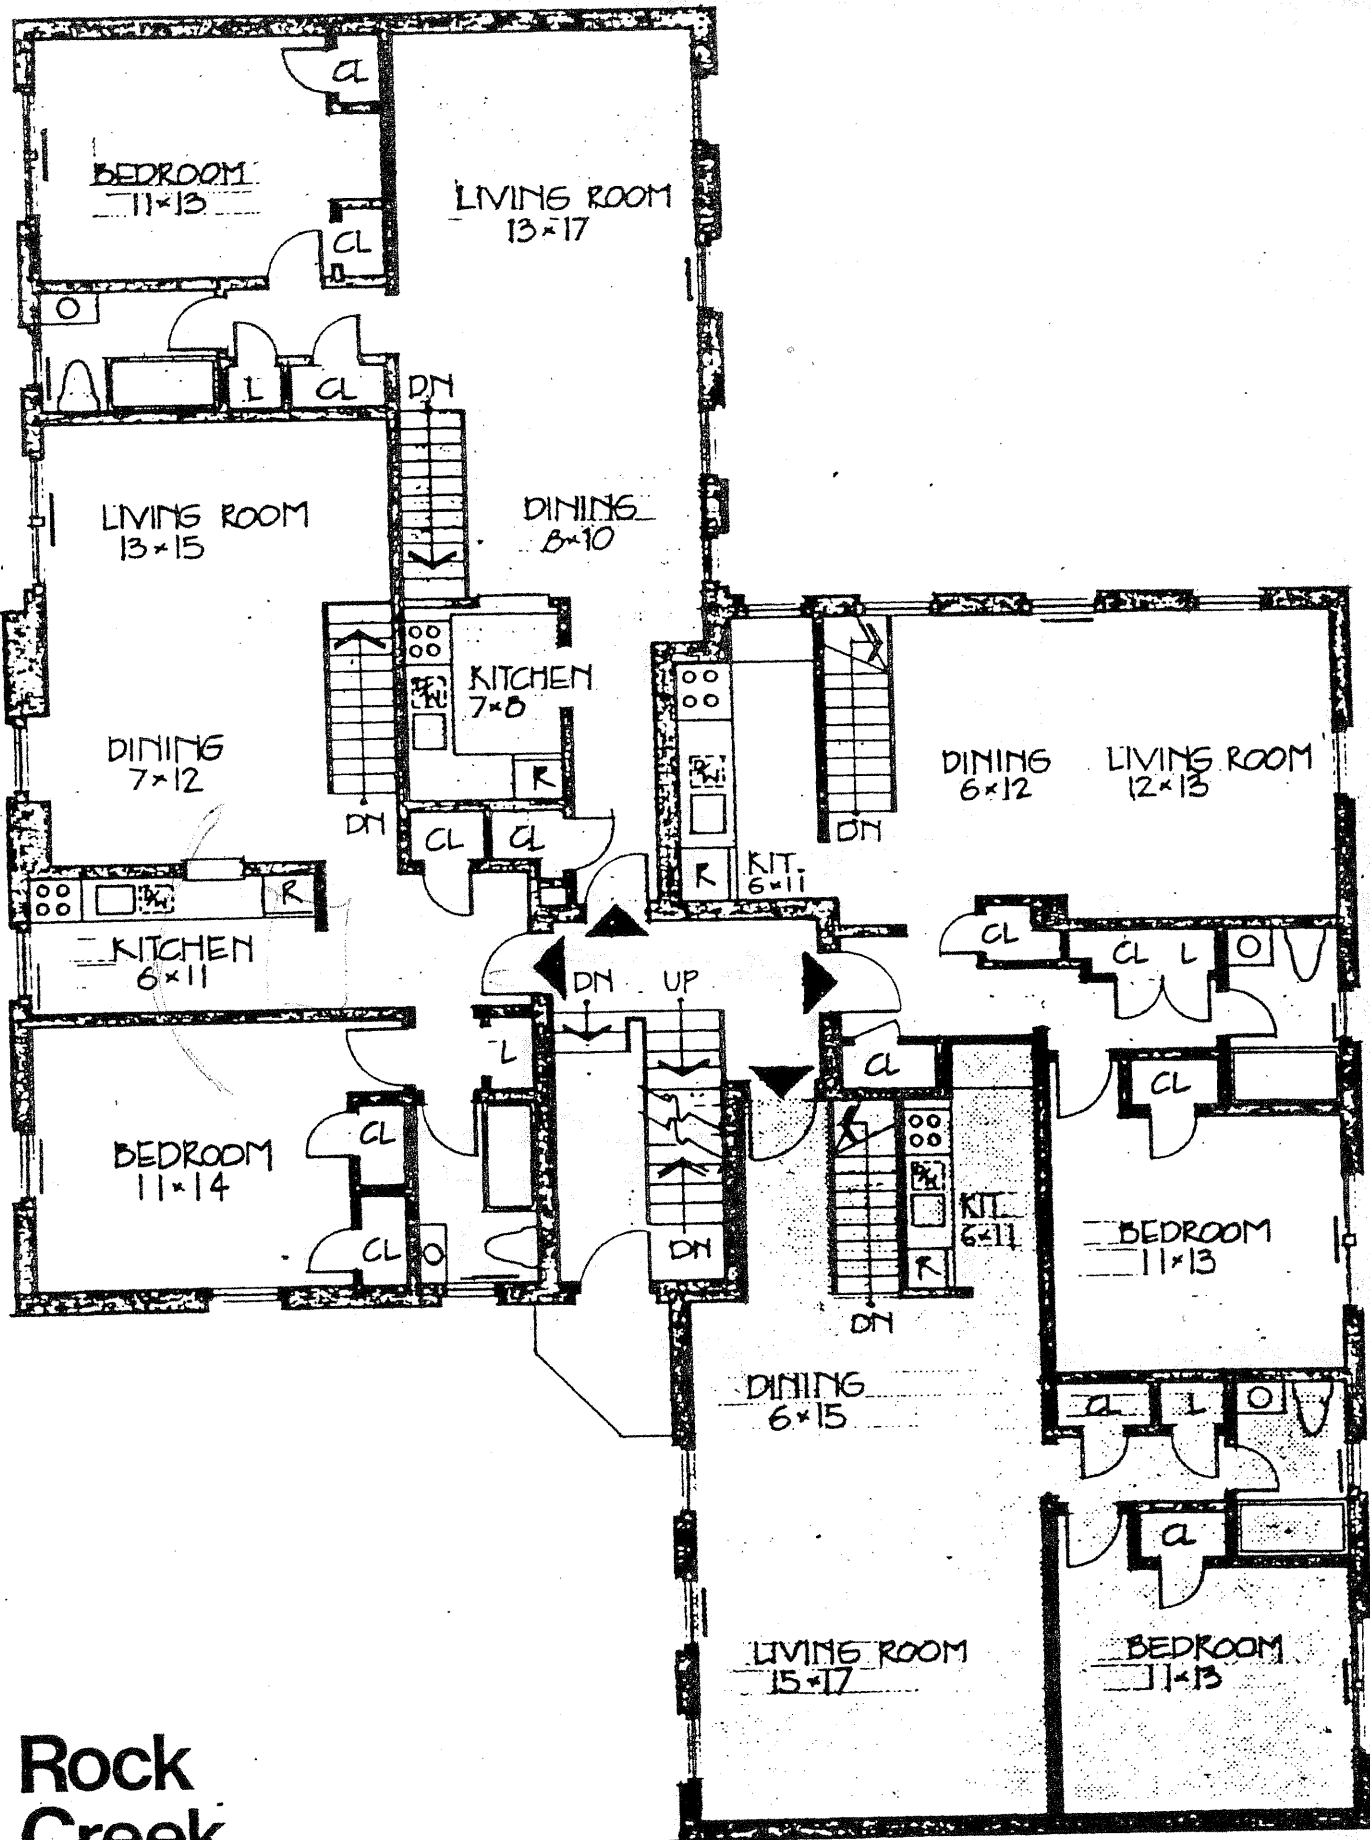 CL
BEDROOM
11×13
LIVING ROOM
13×17
CL
L
CL
DN
LIVING ROOM
13×15
DINING
8×10
KITCHEN
7×8
D/W
R
DINING
7×12
DN
CL
CL
D/W
R
KITCHEN
6×11
D/W
R
KIT.
6×11
DN
DINING
6×12
LIVING ROOM
12×13
CL
CL
L
DN
UP
L
CL
CL
BEDROOM
11×14
CL
CL
DN
D/W
R
KIT.
6×11
DN
BEDROOM
11×13
DINING
6×15
CL
L
CL
LIVING ROOM
15×17
BEDROOM
11×13
Rock
Creek